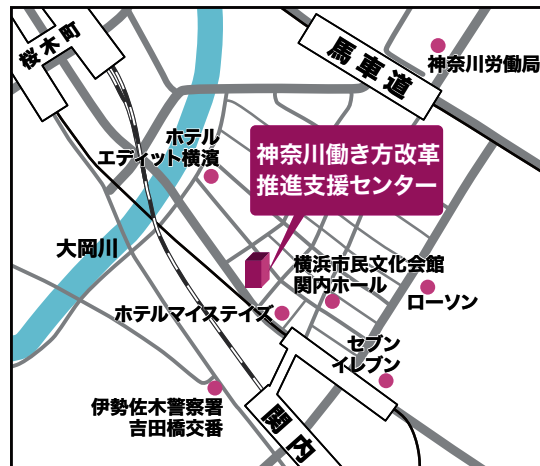 桜木町
馬車道
神奈川労働局
ホテル
エディット横濱
神奈川働き方改革
推進支援センター
大岡川
横浜市民文化会館
関内ホール
ローソン
ホテルマイステイズ
セブン
イレブン
伊勢佐木警察署
吉田橋交番
関内